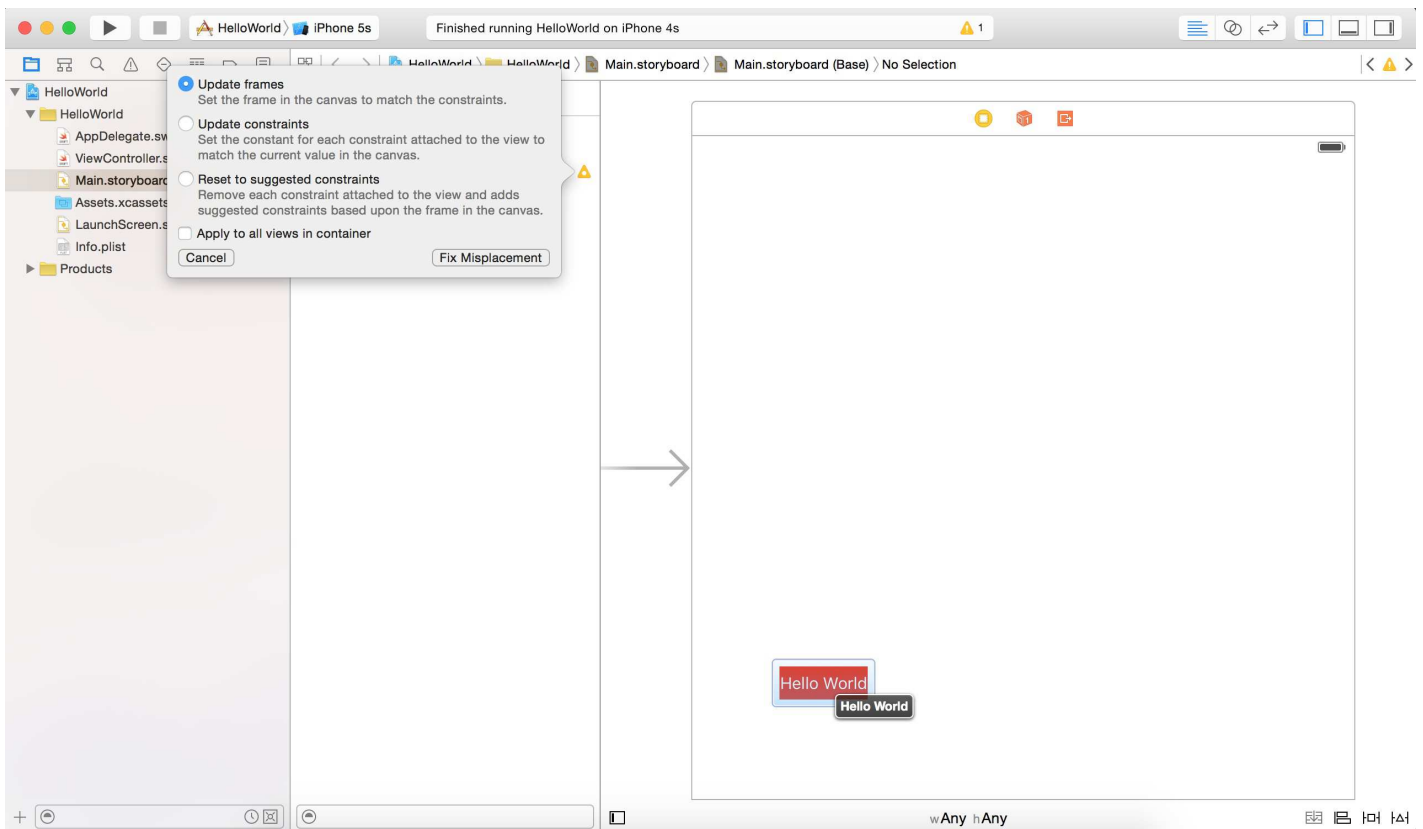 HelloWorld 〉 iPhone 5s
Finished running HelloWorld on iPhone 4s
1
HelloWorld 〉 HelloWorld 〉 Main.storyboard 〉 Main.storyboard (Base) 〉 No Selection
HelloWorld
HelloWorld
AppDelegate.sw
ViewController.s
Main.storyboard
Assets.xcassets
LaunchScreen.s
Info.plist
Products
Update frames
Set the frame in the canvas to match the constraints.
Update constraints
Set the constant for each constraint attached to the view to
match the current value in the canvas.
Reset to suggested constraints
Remove each constraint attached to the view and adds
suggested constraints based upon the frame in the canvas.
Apply to all views in container
Cancel
Fix Misplacement
Hello World
Hello World
wAny hAny